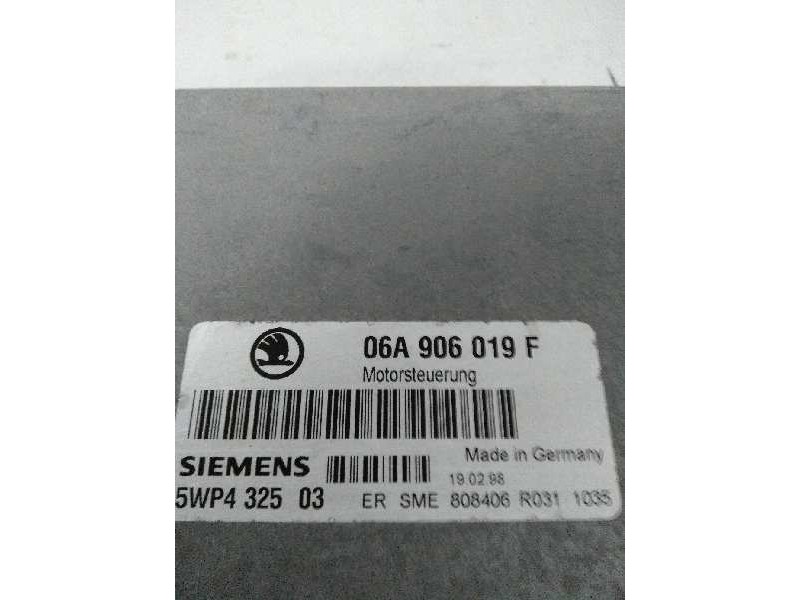 06A 906 019 F
Motorsteuerung
Made in Germany
SIEMENS
19.02.98
5WP4 325 03
ER SME 808406 R031 1035